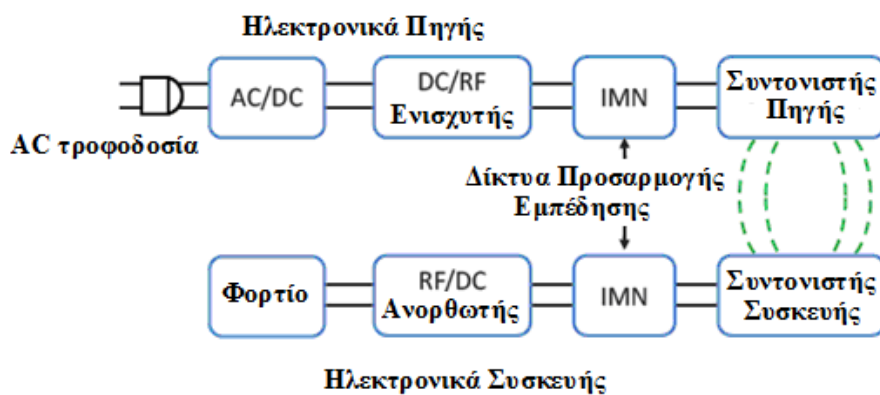 Ηλεκτρονικά Πηγής
AC/DC
DC/RF
Ενισχυτής
IMN
Συντονιστής
Πηγής
AC τροφοδοσία
Δίκτυα Προσαρμογής
Εμπέδησης
Φορτίο
RF/DC
Ανορθωτής
IMN
Συντονιστής
Συσκευής
Ηλεκτρονικά Συσκευής